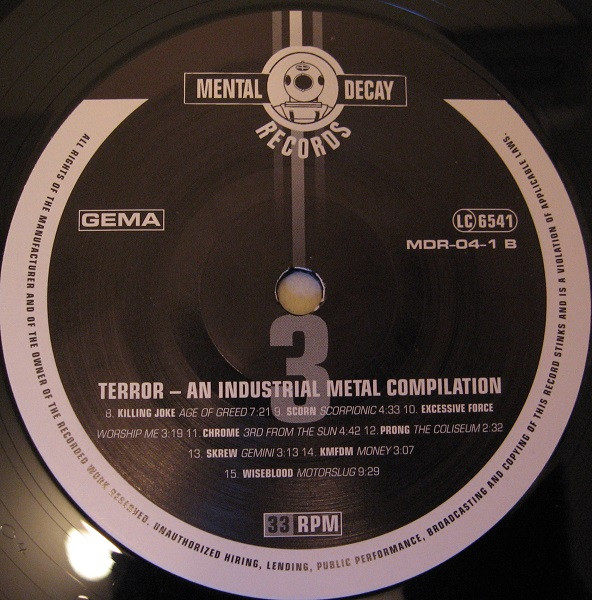 MENTAL DECAY
RECORDS
GEMA
LC 6541
MDR-04-1 B
3
TERROR – AN INDUSTRIAL METAL COMPILATION
8. KILLING JOKE AGE OF GREED 7:21 9. SCORN SCORPIONIC 4:33 10. EXCESSIVE FORCE
WORSHIP ME 3:19 11. CHROME 3RD FROM THE SUN 4:42 12. PRONG THE COLISEUM 2:32
13. SKREW GEMINI 3:13 14. KMFDM MONEY 3:07
15. WISEBLOOD MOTORSLUG 9:29
33 RPM
ALL RIGHTS OF THE MANUFACTURER AND OF THE OWNER OF THE RECORDED WORK RESERVED. UNAUTHORIZED HIRING, LENDING, PUBLIC PERFORMANCE, BROADCASTING AND COPYING OF THIS RECORD STINKS AND IS A VIOLATION OF APPLICABLE LAWS.